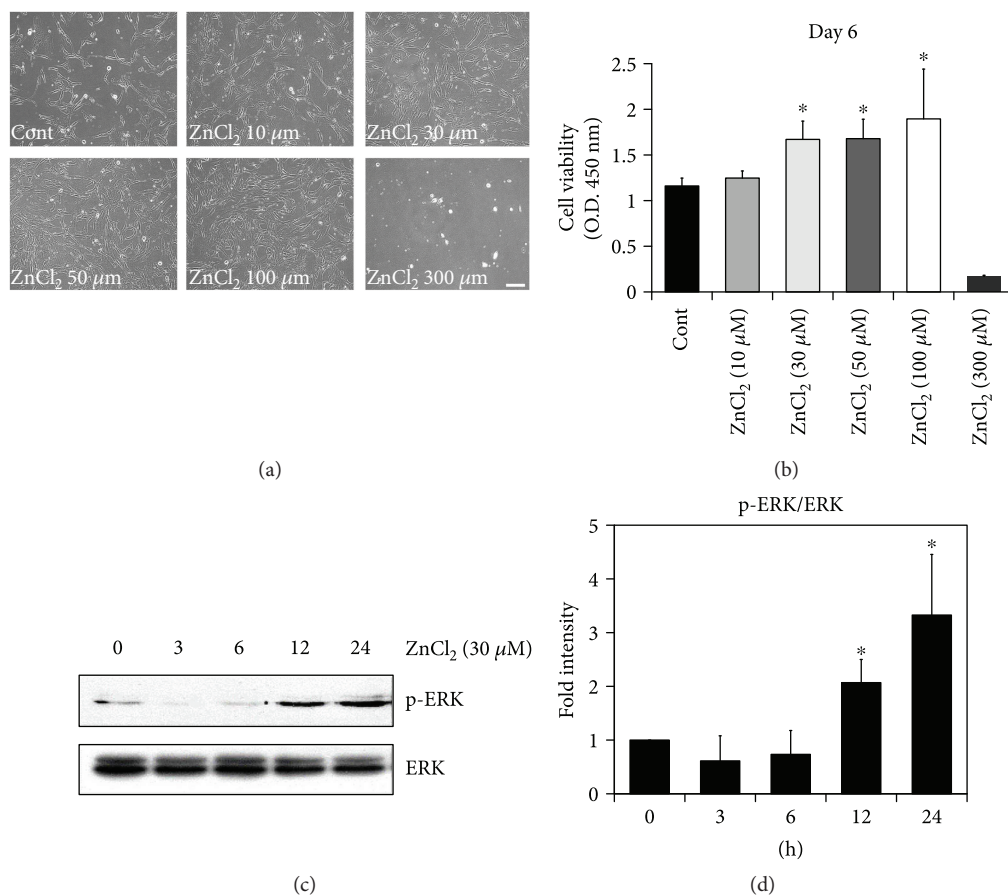 Cont
ZnCl₂ 10 μm
ZnCl₂ 30 μm
ZnCl₂ 50 μm
ZnCl₂ 100 μm
ZnCl₂ 300 μm
(a)
Day 6
Cell viability
(O.D. 450 nm)
2.5
2
1.5
1
0.5
0
*
*
*
Cont
ZnCl₂ (10 μM)
ZnCl₂ (30 μM)
ZnCl₂ (50 μM)
ZnCl₂ (100 μM)
ZnCl₂ (300 μM)
(b)
0 3 6 12 24 ZnCl₂ (30 μM)
p-ERK
ERK
(c)
p-ERK/ERK
Fold intensity
5
4
3
2
1
0
*
*
0 3 6 12 24
(h)
(d)